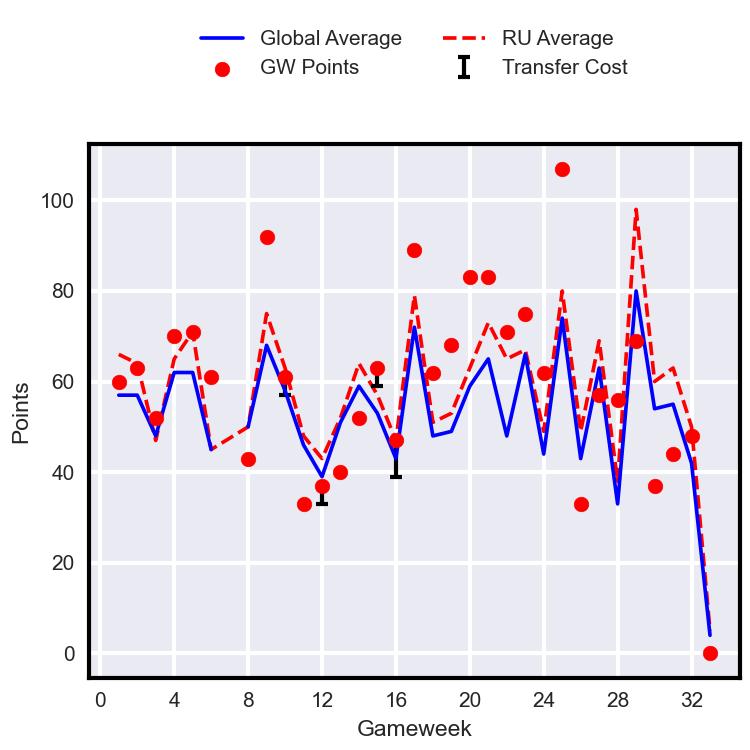 Global Average
RU Average
GW Points
Transfer Cost
100
80
60
40
20
0
Points
0 4 8 12 16 20 24 28 32
Gameweek